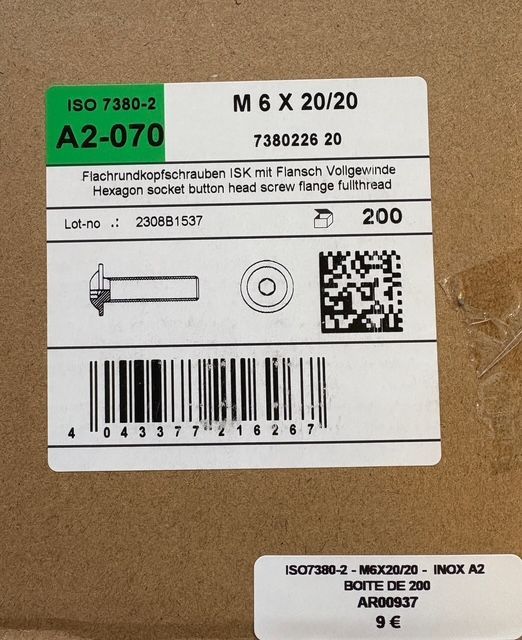 ISO 7380-2
A2-070
M 6 X 20/20
7380226 20
Flachrundkopfschrauben ISK mit Flansch Vollgewinde
Hexagon socket button head screw flange fullthread
Lot-no .: 2308B1537
200
4 043377 216267
ISO7380-2 - M6X20/20 - INOX A2
BOITE DE 200
AR00937
9 €